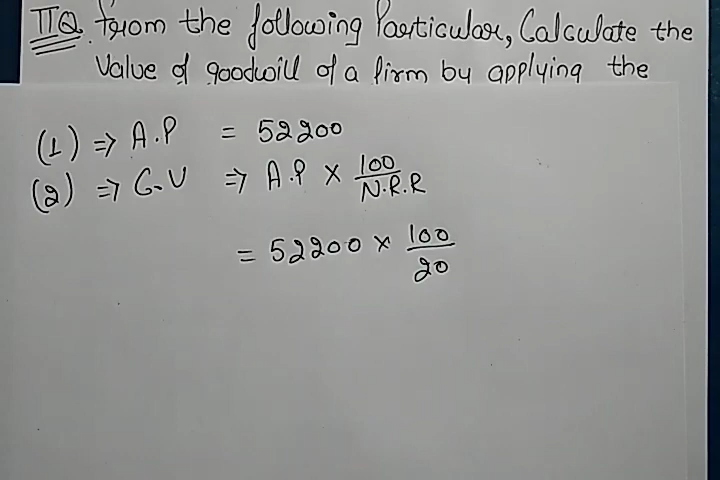 IIQ. From the following Particular, Calculate the
Value of goodwill of a firm by applying the
(1) ⇒ A.P = 52200
(2) ⇒ G.V ⇒ A.P × 100/N.R.R
= 52200 × 100/20